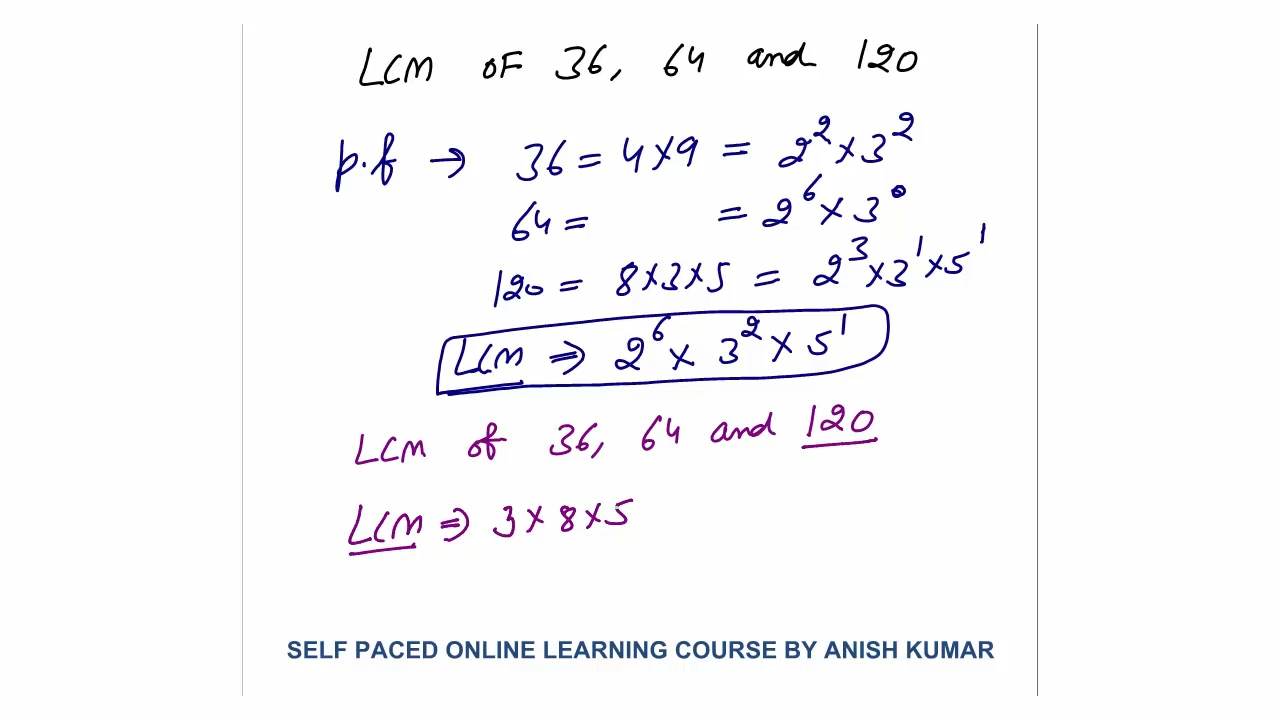 LCM OF 36, 64 and 120
p.f → 36 = 4×9 = 2² × 3²
64 = = 2⁶ × 3⁰
120 = 8×3×5 = 2³ × 3¹ × 5¹
LCM ⇒ 2⁶ × 3² × 5¹
LCM of 36, 64 and 120
LCM ⇒ 3 × 8 × 5
SELF PACED ONLINE LEARNING COURSE BY ANISH KUMAR